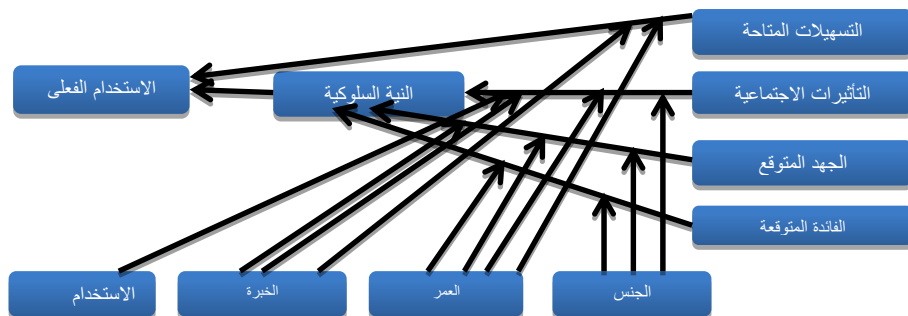 التسهيلات المتاحة
التأثيرات الاجتماعية
النية السلوكية
الاستخدام الفعلى
الجهد المتوقع
الفائدة المتوقعة
الجنس
العمر
الخبرة
الاستخدام